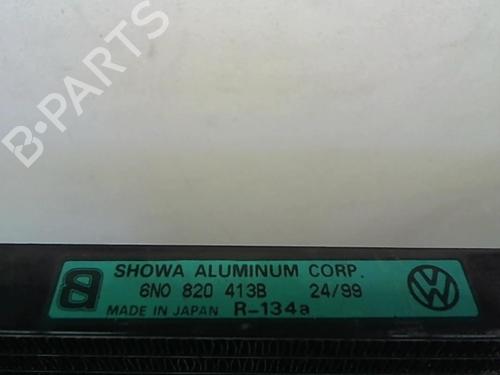 B-PARTS
SHOWA ALUMINUM CORP.
6N0 820 413B 24/99
MADE IN JAPAN R-134a